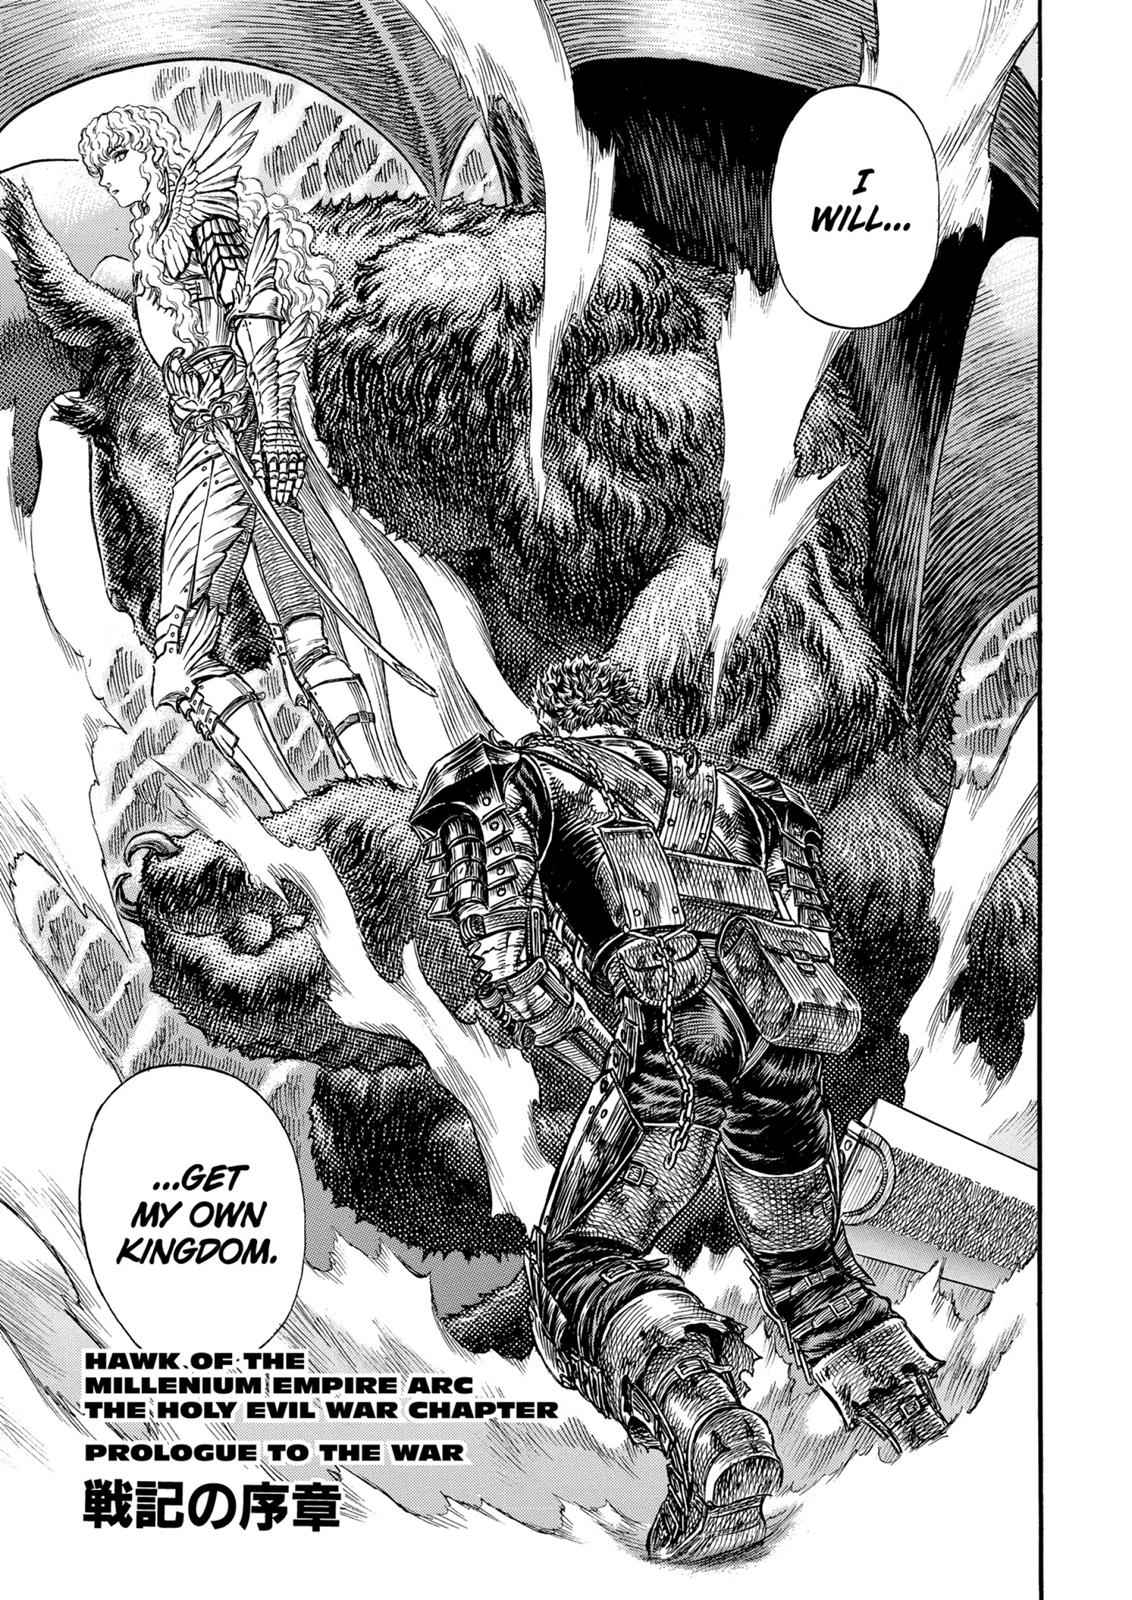 I
WILL...
...GET
MY OWN
KINGDOM.
HAWK OF THE
MILLENIUM EMPIRE ARC
THE HOLY EVIL WAR CHAPTER
PROLOGUE TO THE WAR
戦記の序章